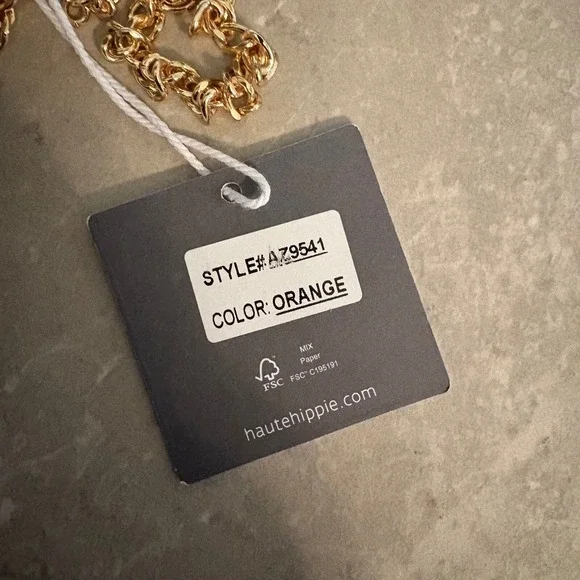 STYLE#AZ9541
COLOR: ORANGE
MIX
Paper
FSC™ C195191
FSC
hautehippie.com